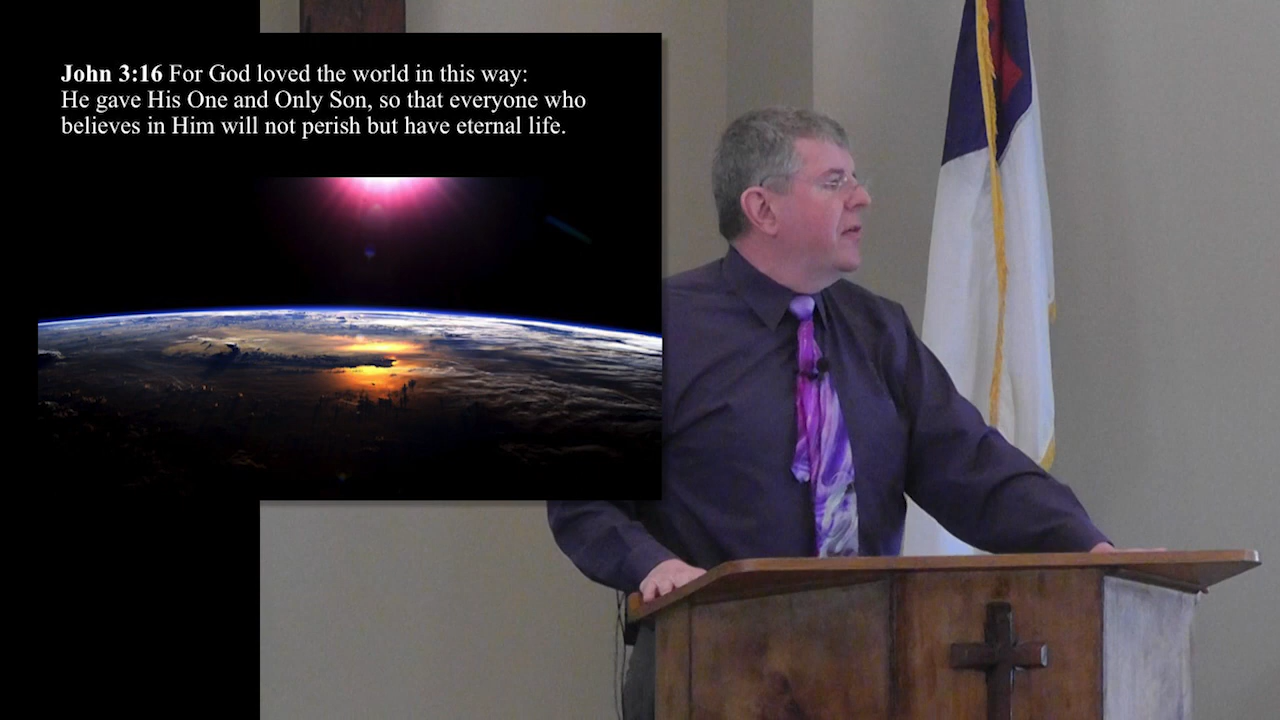 John 3:16 For God loved the world in this way:
He gave His One and Only Son, so that everyone who
believes in Him will not perish but have eternal life.